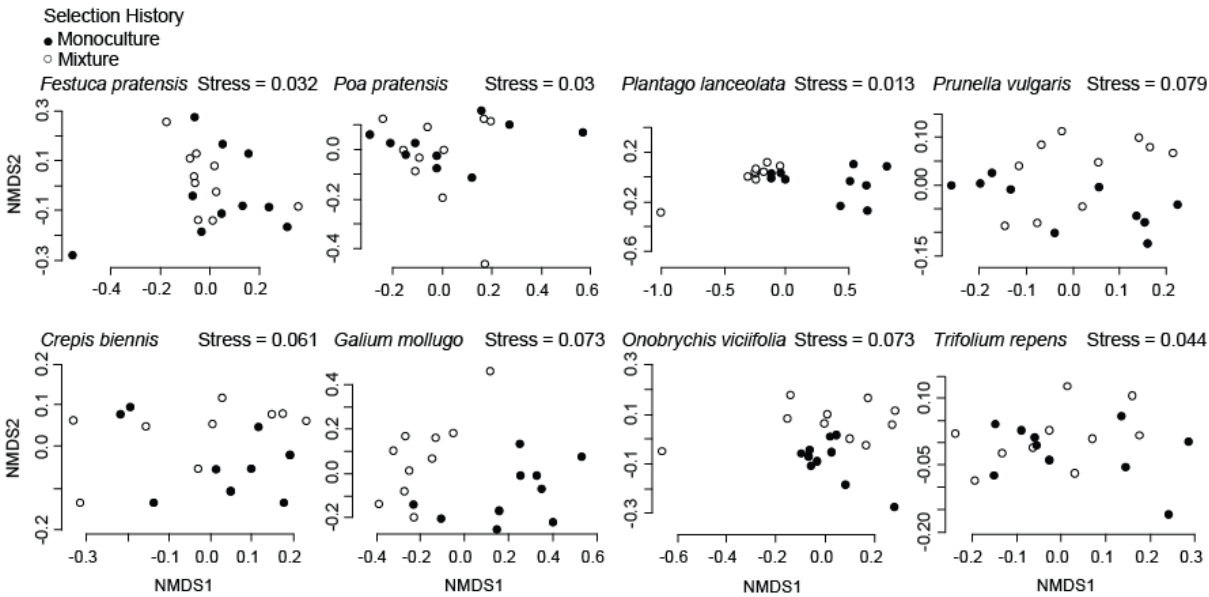 Selection History
● Monoculture
○ Mixture
Festuca pratensis Stress = 0.032
Poa pratensis Stress = 0.03
Plantago lanceolata Stress = 0.013
Prunella vulgaris Stress = 0.079
NMDS2
0.3
0.1
-0.1
-0.3
-0.4 -0.2 0.0 0.2
0.0
-0.2
-0.4
-0.2 0.0 0.2 0.4 0.6
0.2
-0.2
-0.6
-1.0 -0.5 0.0 0.5
0.10
0.00
-0.15
-0.2 -0.1 0.0 0.1 0.2
Crepis biennis Stress = 0.061
Galium mollugo Stress = 0.073
Onobrychis viciifolia Stress = 0.073
Trifolium repens Stress = 0.044
NMDS2
0.2
0.1
0.0
-0.2
-0.3 -0.1 0.0 0.1 0.2
NMDS1
0.4
0.2
0.0
-0.2
-0.4 -0.2 0.0 0.2 0.4 0.6
NMDS1
0.3
0.1
-0.1
-0.3
-0.6 -0.2 0.0 0.2
NMDS1
0.10
-0.05
-0.20
-0.2 -0.1 0.0 0.1 0.2 0.3
NMDS1